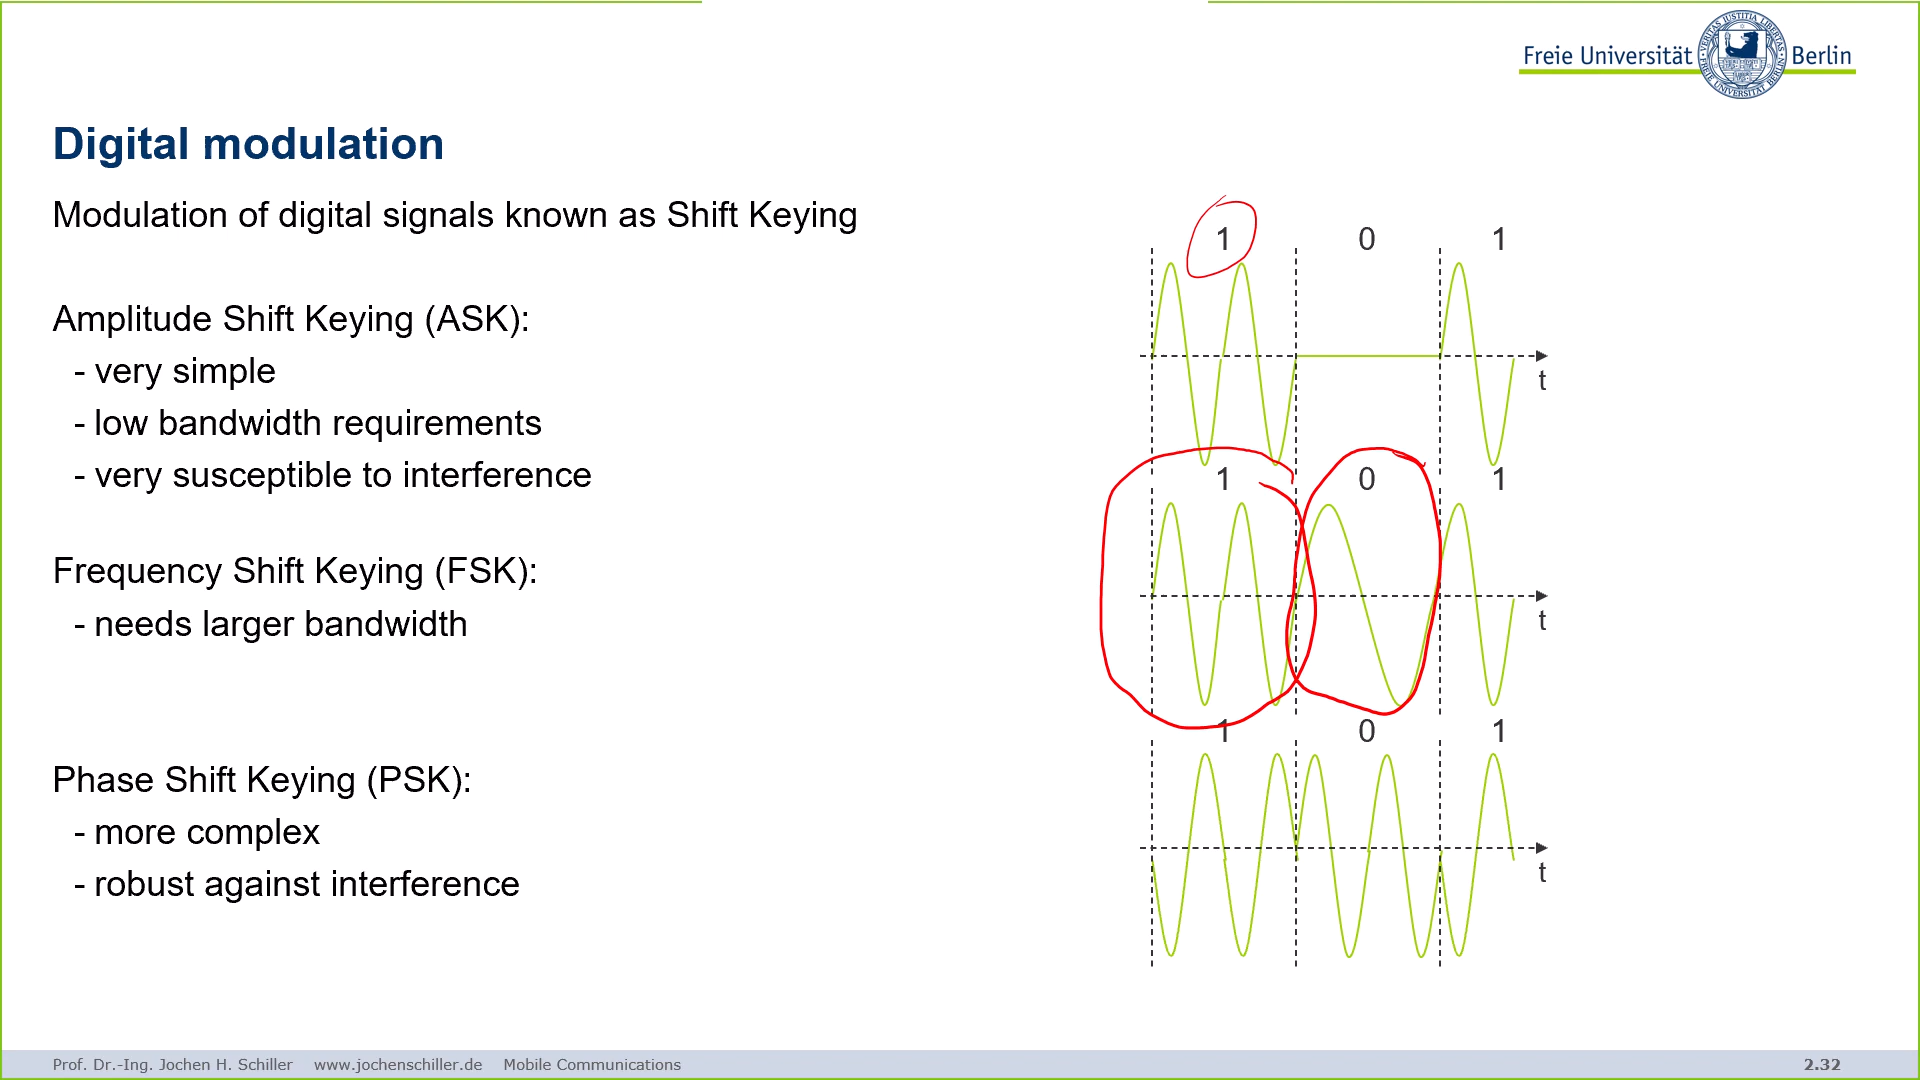 Freie Universität Berlin
Digital modulation
Modulation of digital signals known as Shift Keying
Amplitude Shift Keying (ASK):
- very simple
- low bandwidth requirements
- very susceptible to interference
Frequency Shift Keying (FSK):
- needs larger bandwidth
Phase Shift Keying (PSK):
- more complex
- robust against interference
1 0 1
t
1 0 1
t
1 0 1
t
Prof. Dr.-Ing. Jochen H. Schiller www.jochenschiller.de Mobile Communications 2.32